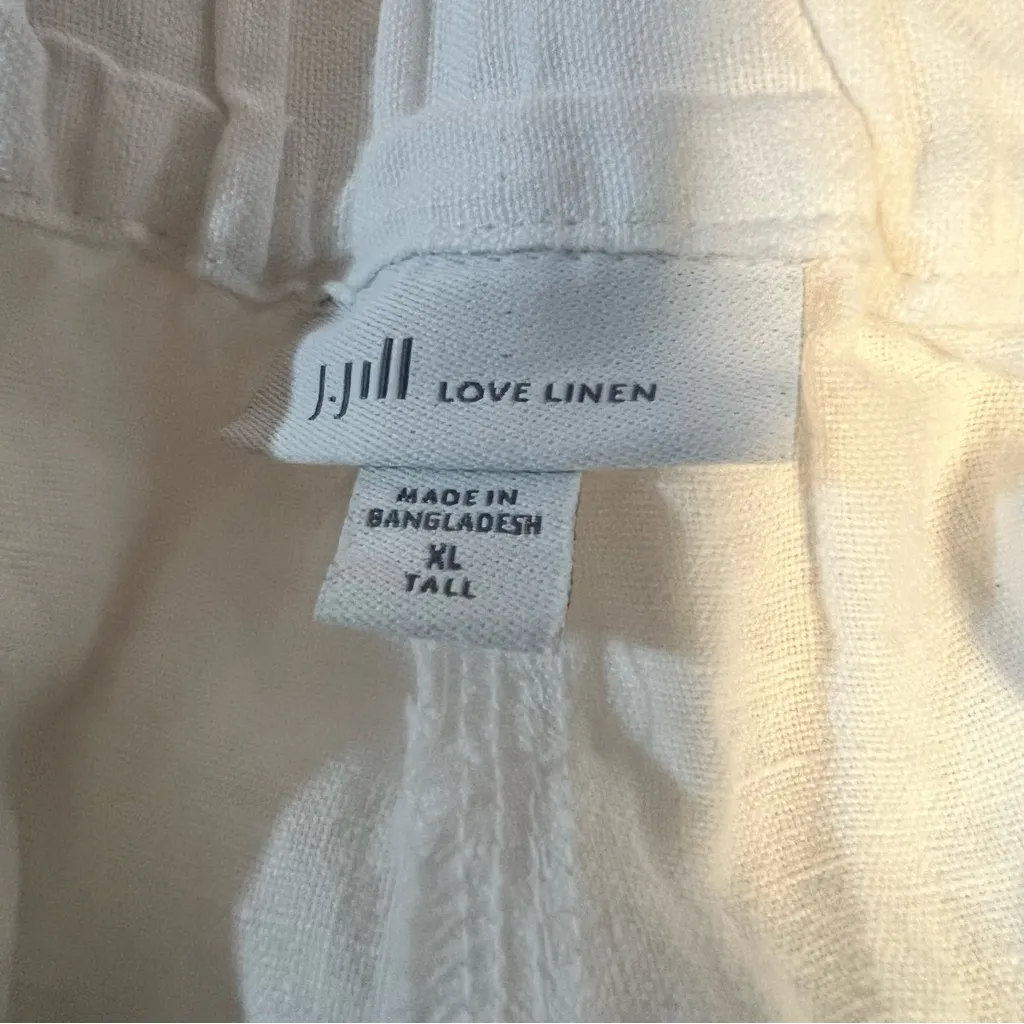 J.Jill LOVE LINEN
MADE IN
BANGLADESH
XL
TALL